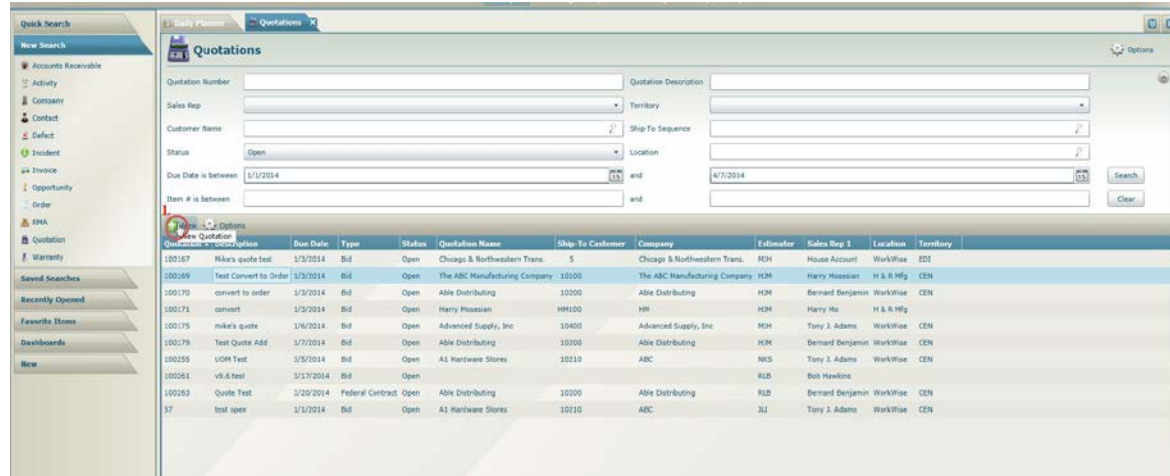 Quick Search
New Search
Accounts Receivable
Activity
Company
Contact
Defect
Incident
Invoice
Opportunity
Order
RMA
Quotation
Warranty
Saved Searches
Recently Opened
Favorite Items
Dashboards
New
Daily Planner Quotations X
Quotations Options
Quotation Number Quotation Description
Sales Rep Territory
Customer Name Ship To Sequence
Status Open Location
Due Date is between 1/1/2014 15 and 4/7/2014 15 Search
Item # is between and Clear
Options
New Quotation
Description Due Date Type Status Quotation Name Ship-To Customer Company Estimater Sales Rep 1 Location Territory
100167 Mike's quote test 1/3/2014 Bid Open Chicago & Northwestern Trans. 5 Chicago & Northwestern Trans. MJH House Account WorkWise EDI
100169 Test Convert to Order 1/3/2014 Bid Open The ABC Manufacturing Company 10100 The ABC Manufacturing Company HJM Harry Mosesian H & R Mfg CEN
100170 convert to order 1/3/2014 Bid Open Able Distributing 10200 Able Distributing HJM Bernard Benjamin WorkWise CEN
100171 convert 1/3/2014 Bid Open Harry Mosesian HM100 HM HJM Harry Mo H & R Mfg
100175 mike's quote 1/6/2014 Bid Open Advanced Supply, Inc 10400 Advanced Supply, Inc MJH Tony J. Adams WorkWise CEN
100179 Test Quote Add 1/7/2014 Bid Open Able Distributing 10200 Able Distributing HJM Bernard Benjamin WorkWise CEN
100255 UOM Test 3/5/2014 Bid Open A1 Hardware Stores 10210 ABC NKS Tony J. Adams WorkWise CEN
100261 v9.6 test 3/17/2014 Bid Open RLB Bob Hawkins
100263 Quote Test 3/20/2014 Federal Contract Open Able Distributing 10200 Able Distributing RLB Bernard Benjamin WorkWise CEN
57 test spex 1/1/2014 Bid Open A1 Hardware Stores 10210 ABC JLI Tony J. Adams WorkWise CEN